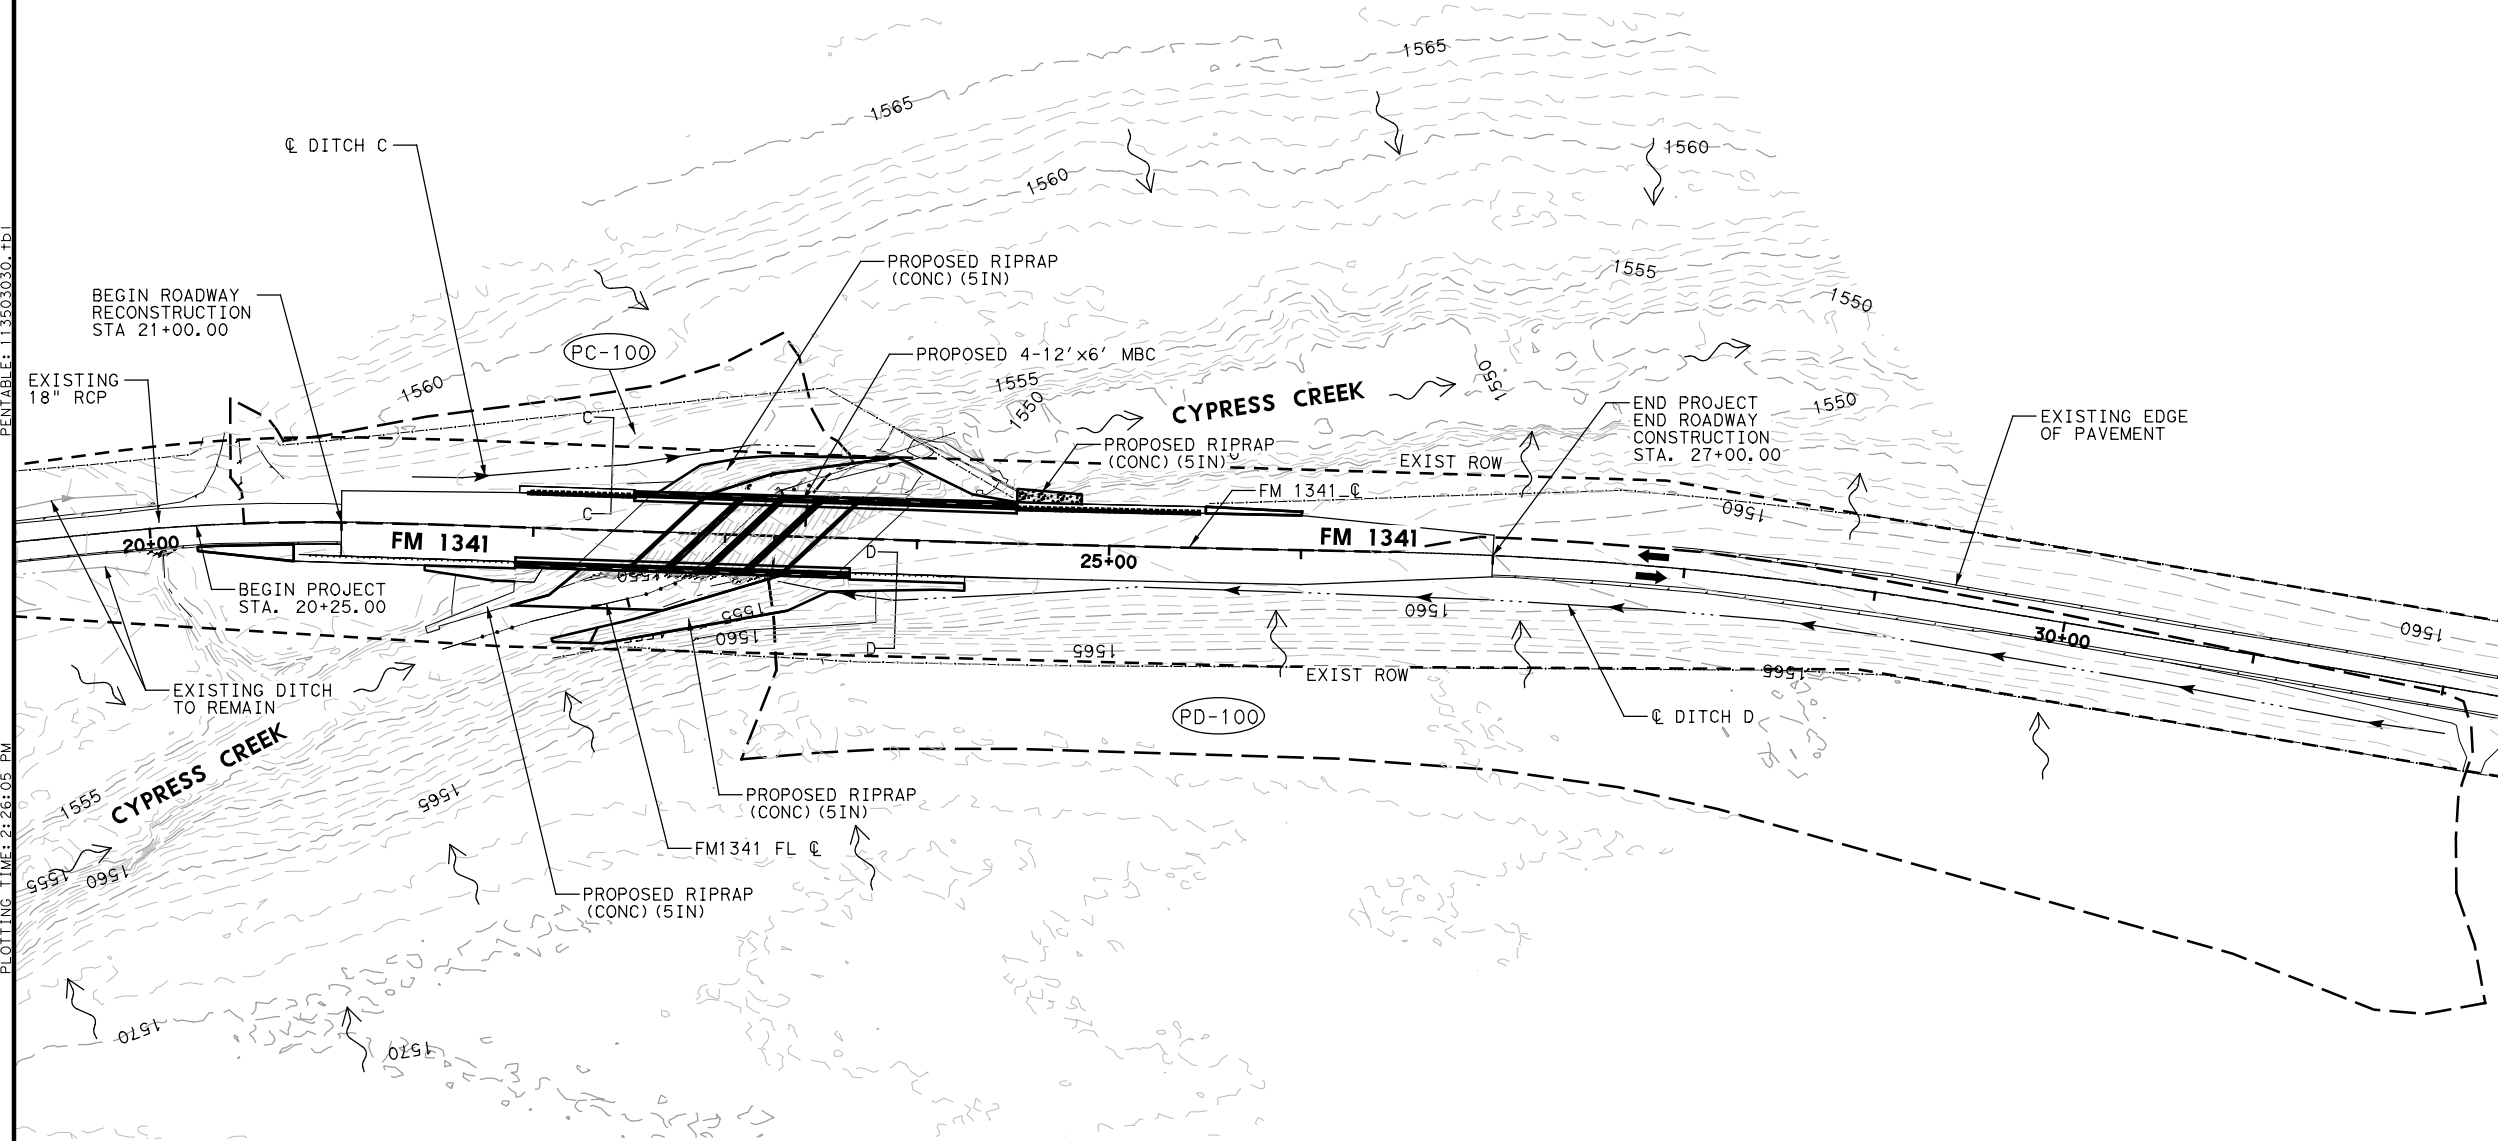 1565
1565
℄ DITCH C
1560
1560
PROPOSED RIPRAP
(CONC)(5IN)
1555
BEGIN ROADWAY
RECONSTRUCTION
STA 21+00.00
1550
PC-100
PROPOSED 4-12'×6' MBC
EXISTING
18" RCP
1560
1555
1550
1550
CYPRESS CREEK
1550
C
END PROJECT
END ROADWAY
CONSTRUCTION
STA. 27+00.00
EXISTING EDGE
OF PAVEMENT
PROPOSED RIPRAP
(CONC)(5IN)
EXIST ROW
FM 1341 ℄
C
1560
20+00
FM 1341
FM 1341
D
25+00
1550
BEGIN PROJECT
STA. 20+25.00
1555
1560
1560
1560
30+00
D
1565
1565
EXIST ROW
EXISTING DITCH
TO REMAIN
PD-100
℄ DITCH D
CYPRESS CREEK
1555
1565
PROPOSED RIPRAP
(CONC)(5IN)
FM1341 FL ℄
1555
1560
PROPOSED RIPRAP
(CONC)(5IN)
1570
1570
PENTABLE: 113503030.tbl
PLOTTING TIME: 2:26:05 PM